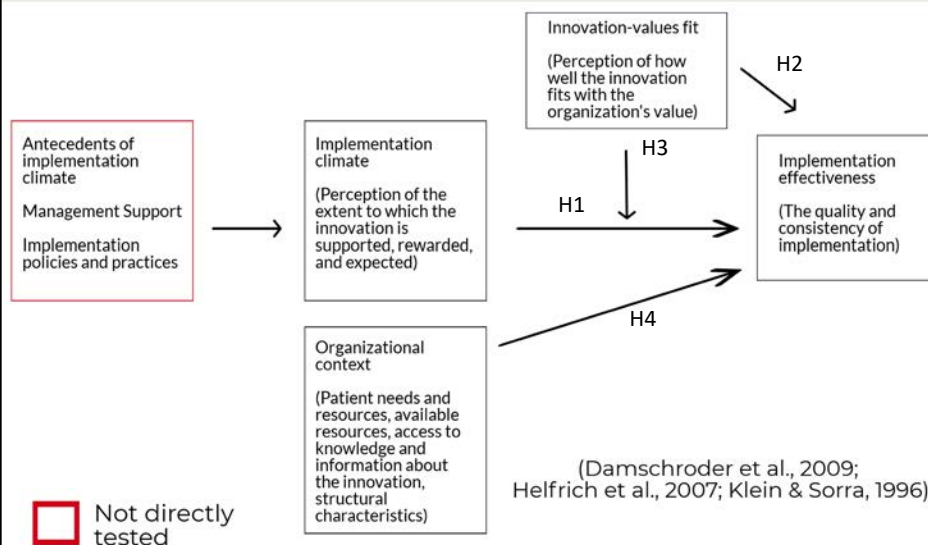 Innovation-values fit
(Perception of how
well the innovation
fits with the
organization's value)
H2
Antecedents of
implementation
climate
Management Support
Implementation
policies and practices
Implementation
climate
(Perception of the
extent to which the
innovation is
supported, rewarded,
and expected)
H3
H1
Implementation
effectiveness
(The quality and
consistency of
implementation)
H4
Organizational
context
(Patient needs and
resources, available
resources, access to
knowledge and
information about
the innovation,
structural
characteristics)
(Damschroder et al., 2009;
Helfrich et al., 2007; Klein & Sorra, 1996)
Not directly
tested